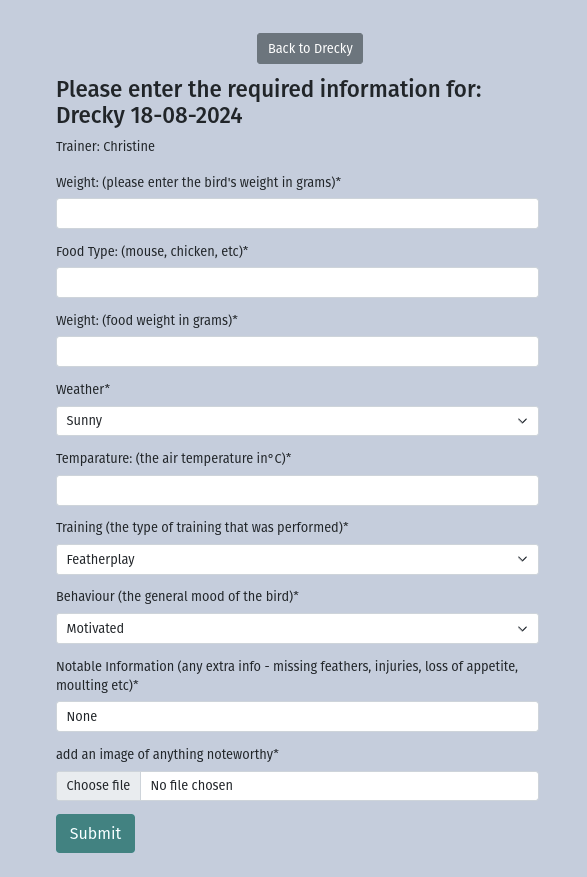 Back to Drecky
Please enter the required information for:
Drecky 18-08-2024
Trainer: Christine
Weight: (please enter the bird's weight in grams)*
Food Type: (mouse, chicken, etc)*
Weight: (food weight in grams)*
Weather*
Sunny
Temparature: (the air temperature in°C)*
Training (the type of training that was performed)*
Featherplay
Behaviour (the general mood of the bird)*
Motivated
Notable Information (any extra info - missing feathers, injuries, loss of appetite,
moulting etc)*
None
add an image of anything noteworthy*
Choose file No file chosen
Submit